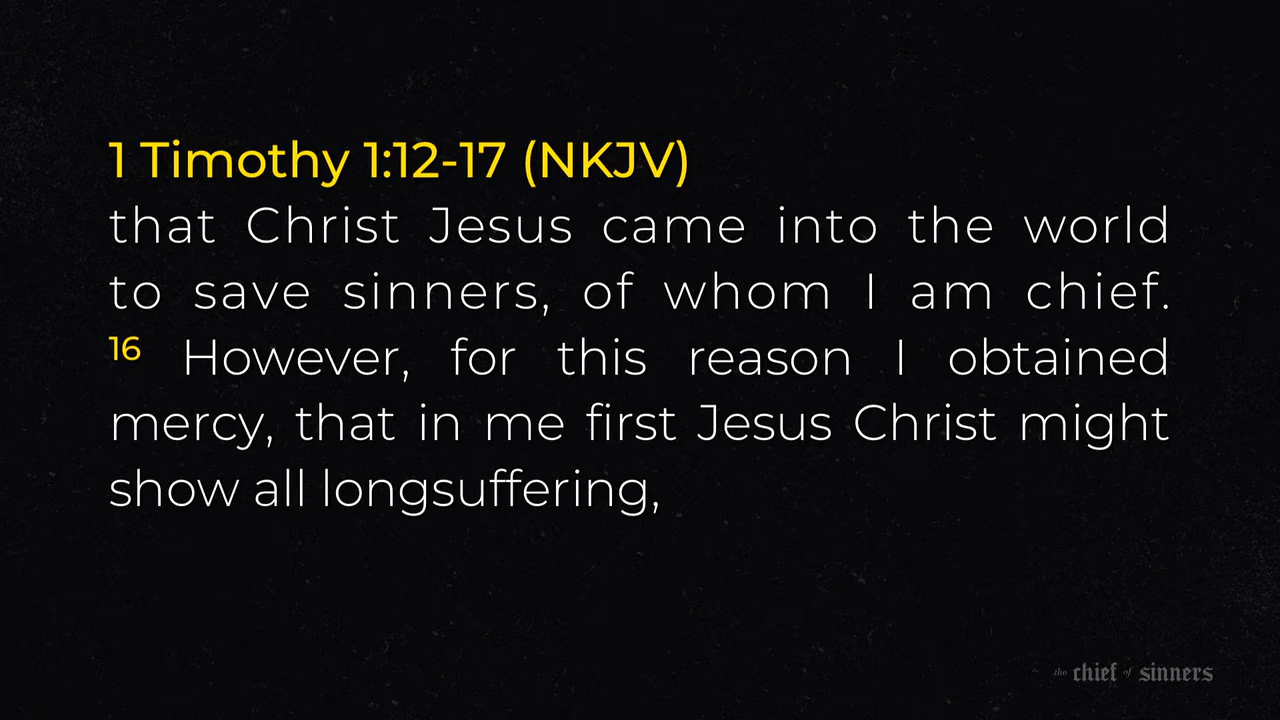 1 Timothy 1:12-17 (NKJV)
that Christ Jesus came into the world
to save sinners, of whom I am chief.
16 However, for this reason I obtained
mercy, that in me first Jesus Christ might
show all longsuffering,
the chief of sinners